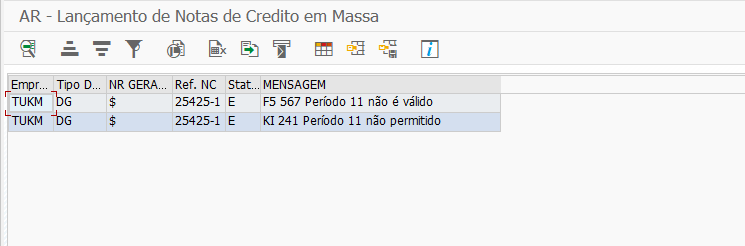 AR - Lançamento de Notas de Credito em Massa
Empr... Tipo D... NR GERA... Ref. NC Stat... MENSAGEM
TUKM DG $ 25425-1 E F5 567 Período 11 não é válido
TUKM DG $ 25425-1 E KI 241 Período 11 não permitido